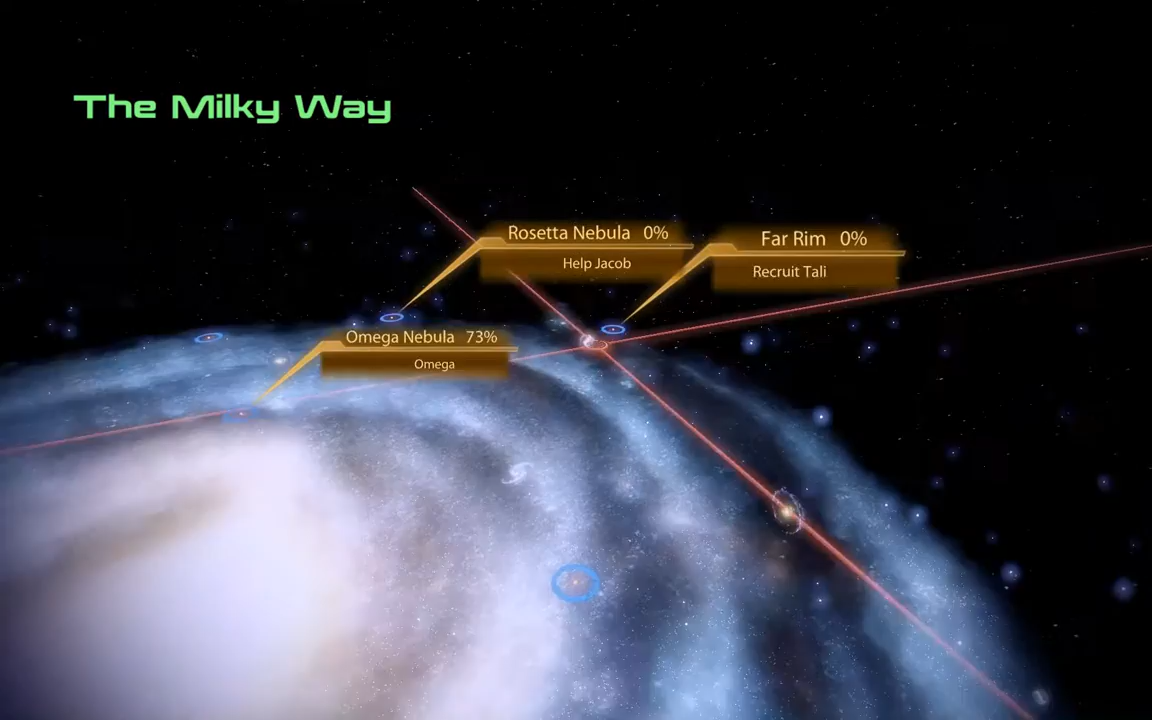 The Milky Way
Rosetta Nebula 0%
Help Jacob
Far Rim 0%
Recruit Tali
Omega Nebula 73%
Omega